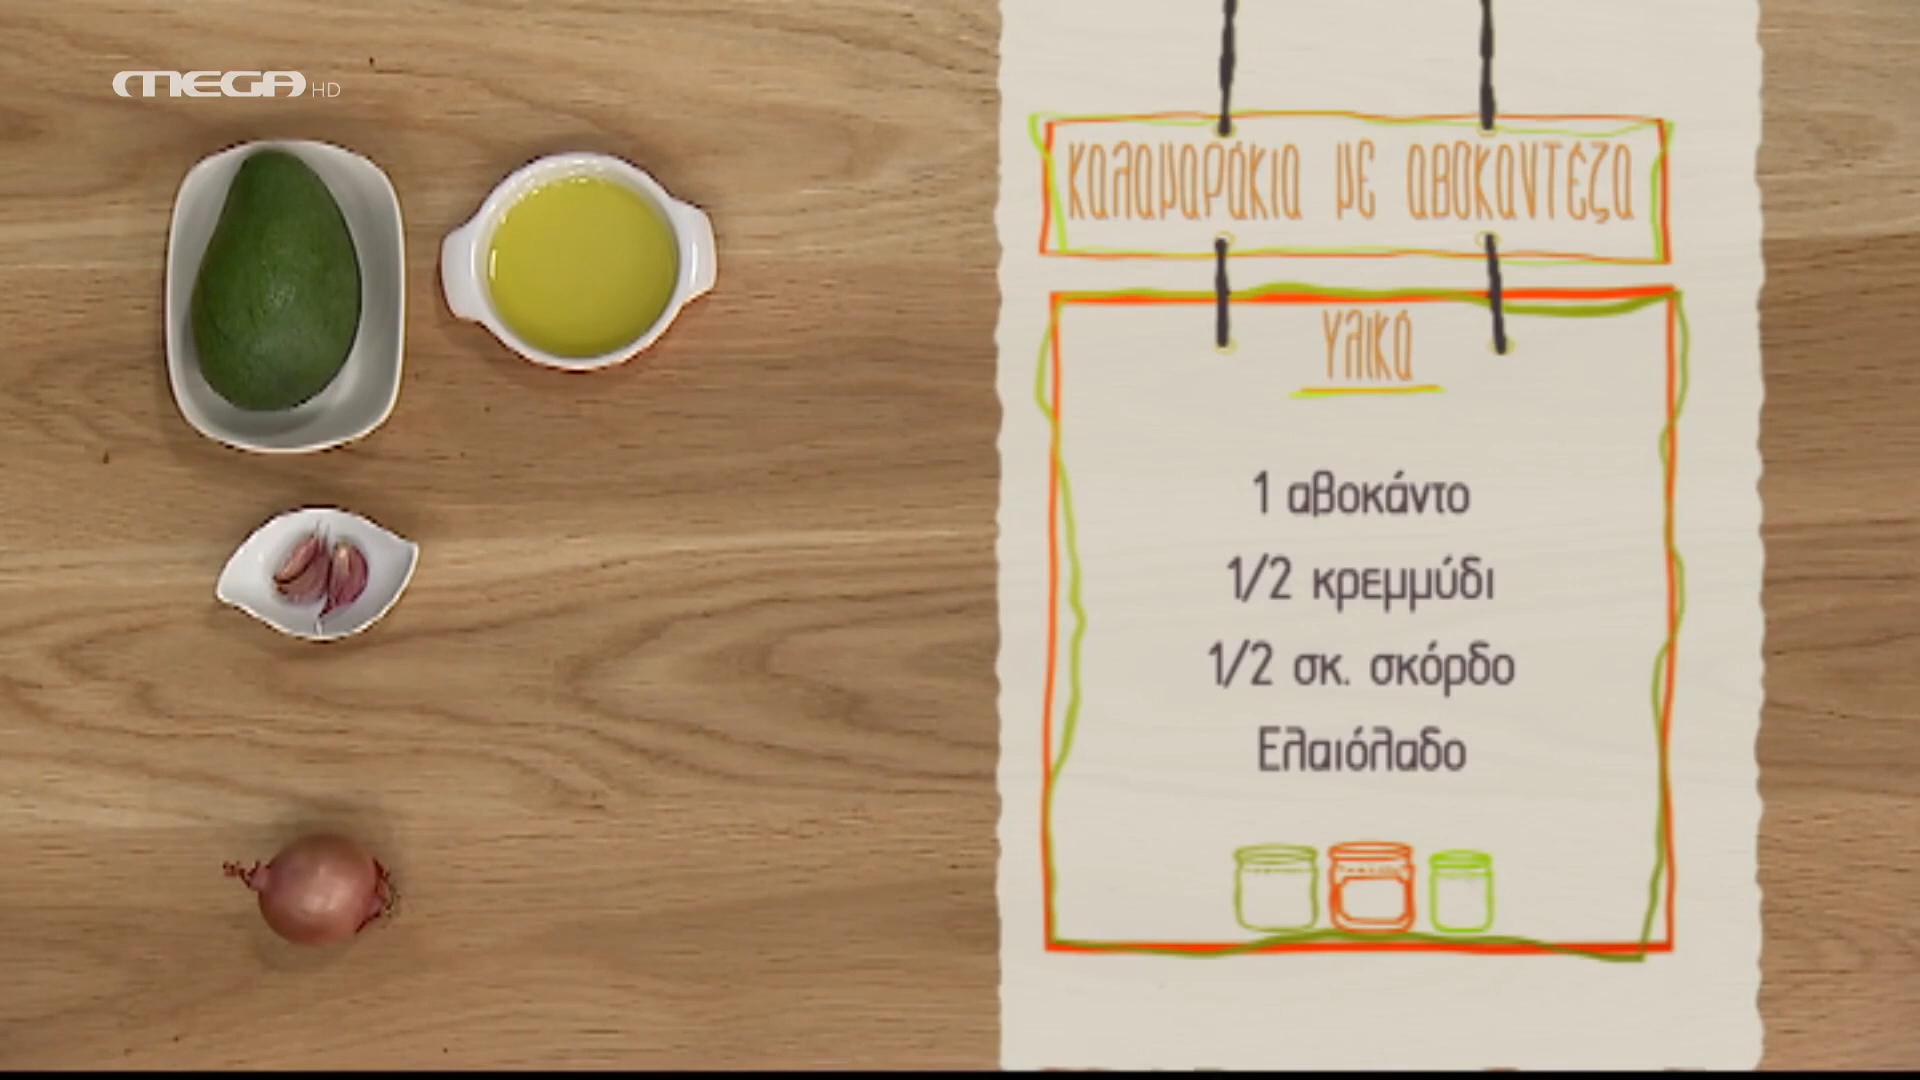 MEGA HD
Καλαμαράκια με αβοκαντέζα
Υλικά
1 αβοκάντο
1/2 κρεμμύδι
1/2 σκ. σκόρδο
Ελαιόλαδο